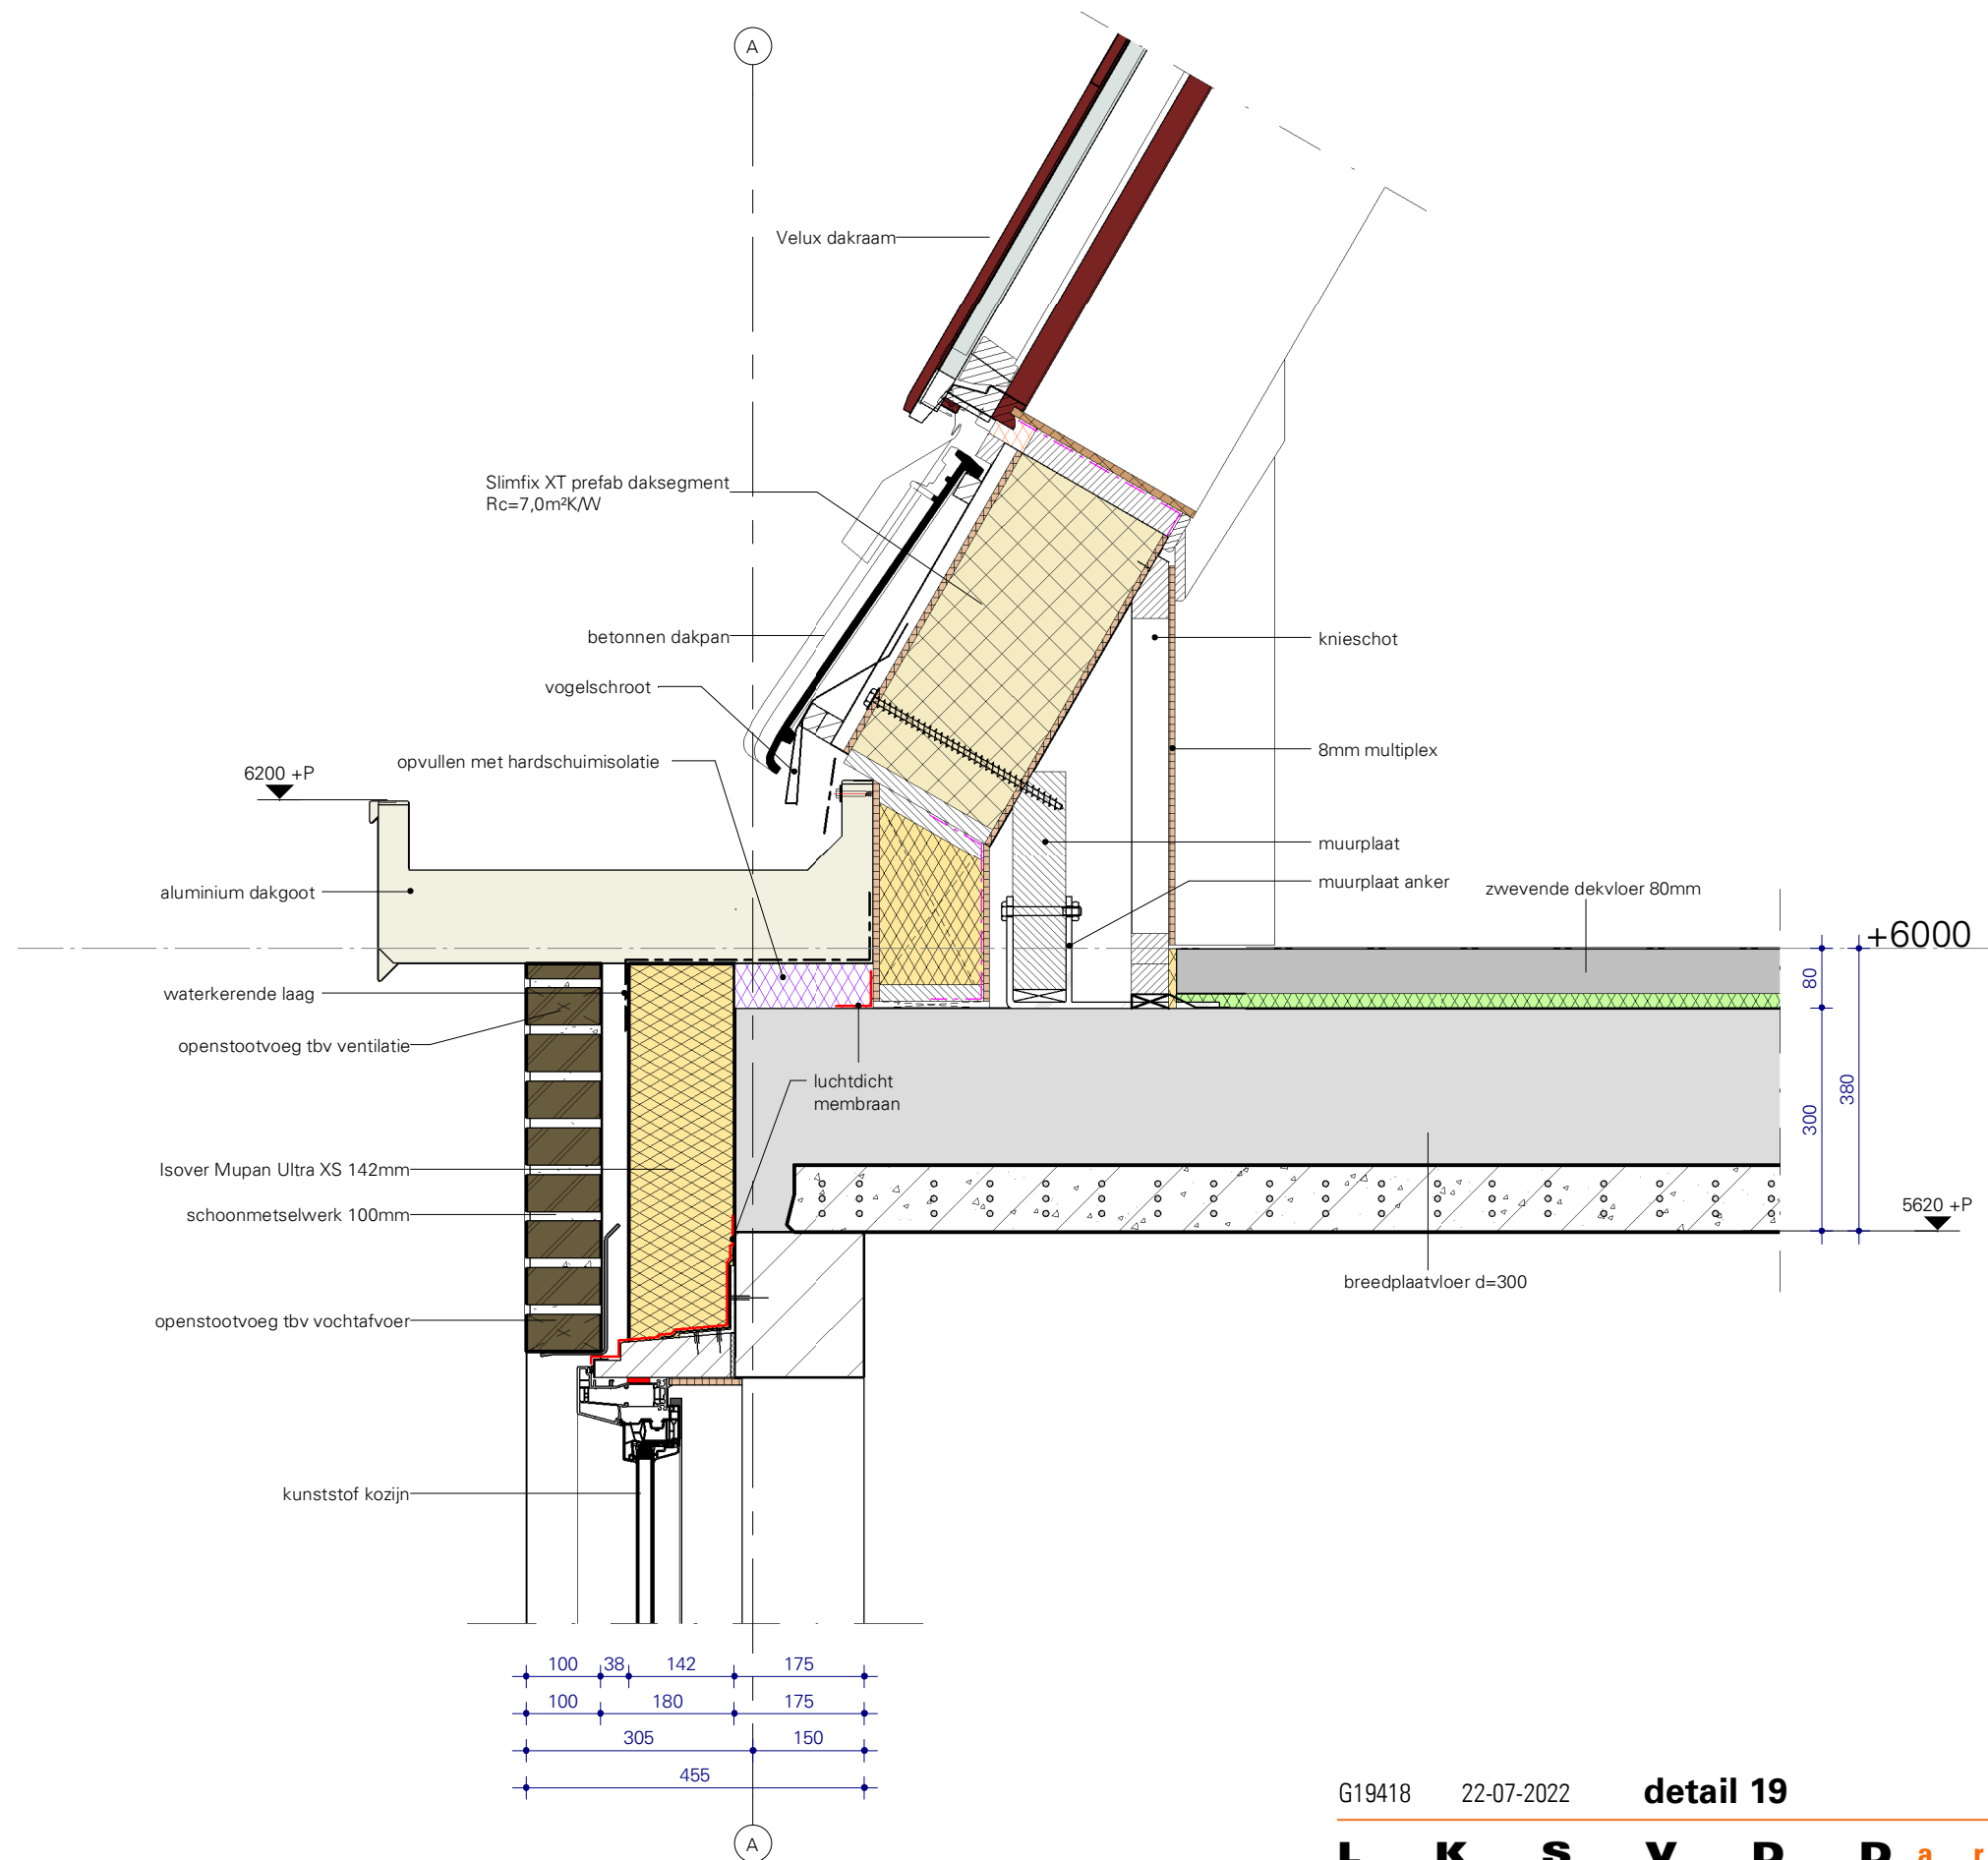 A
Velux dakraam
Slimfix XT prefab daksegment
Rc=7,0m²K/W
betonnen dakpan
knieschot
vogelschroot
8mm multiplex
opvullen met hardschuimisolatie
6200 +P
muurplaat
muurplaat anker
zwevende dekvloer 80mm
aluminium dakgoot
+6000
80
waterkerende laag
openstootvoeg tbv ventilatie
luchtdicht
membraan
380
300
Isover Mupan Ultra XS 142mm
schoonmetselwerk 100mm
5620 +P
breedplaatvloer d=300
openstootvoeg tbv vochtafvoer
kunststof kozijn
100 38 142 175
100 180 175
305 150
455
G19418 22-07-2022 detail 19
A
L K S V D D a r